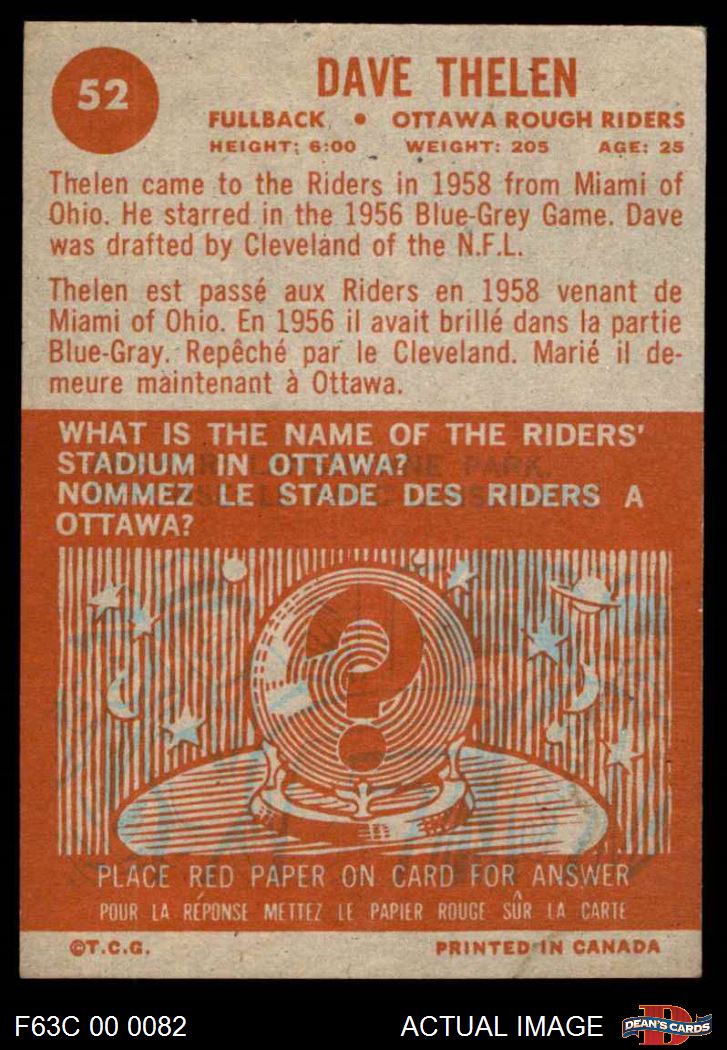 52
DAVE THELEN
FULLBACK • OTTAWA ROUGH RIDERS
HEIGHT: 6:00 WEIGHT: 205 AGE: 25
Thelen came to the Riders in 1958 from Miami of
Ohio. He starred in the 1956 Blue-Grey Game. Dave
was drafted by Cleveland of the N.F.L.
Thelen est passé aux Riders en 1958 venant de
Miami of Ohio. En 1956 il avait brillé dans la partie
Blue-Gray. Repêché par le Cleveland. Marié il de-
meure maintenant à Ottawa.
WHAT IS THE NAME OF THE RIDERS'
STADIUM IN OTTAWA?
NOMMEZ LE STADE DES RIDERS A
OTTAWA?
?
PLACE RED PAPER ON CARD FOR ANSWER
POUR LA RÉPONSE METTEZ LE PAPIER ROUGE SÛR LA CARTE
©T.C.G. PRINTED IN CANADA
F63C 00 0082 ACTUAL IMAGE
D
DEAN'S CARDS